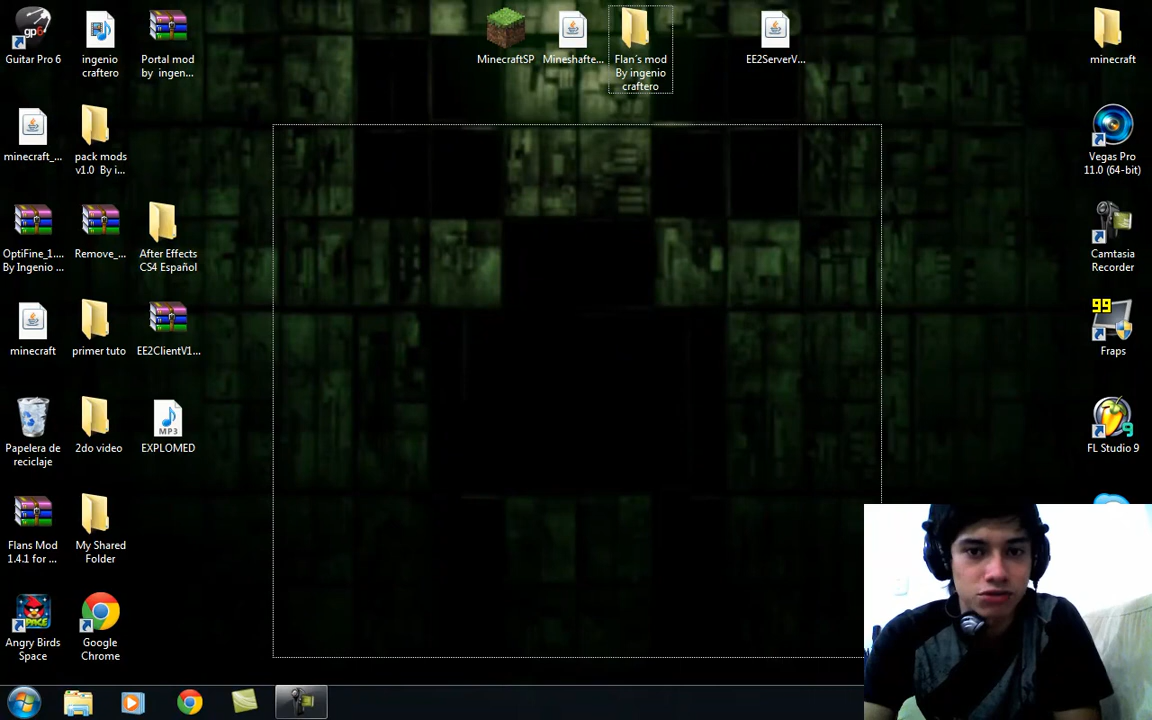 Guitar Pro 6
ingenio
craftero
Portal mod
by ingen...
MinecraftSP
Mineshafte...
Flan´s mod
By ingenio
craftero
EE2ServerV...
minecraft
minecraft_...
pack mods
v1.0 By i...
Vegas Pro
11.0 (64-bit)
OptiFine_1....
By Ingenio ...
Remove_...
After Effects
CS4 Español
Camtasia
Recorder
minecraft
primer tuto
EE2ClientV1...
99
Fraps
Papelera de
reciclaje
2do video
MP3
EXPLOMED
FL Studio 9
Flans Mod
1.4.1 for ...
My Shared
Folder
Angry Birds
Space
Google
Chrome